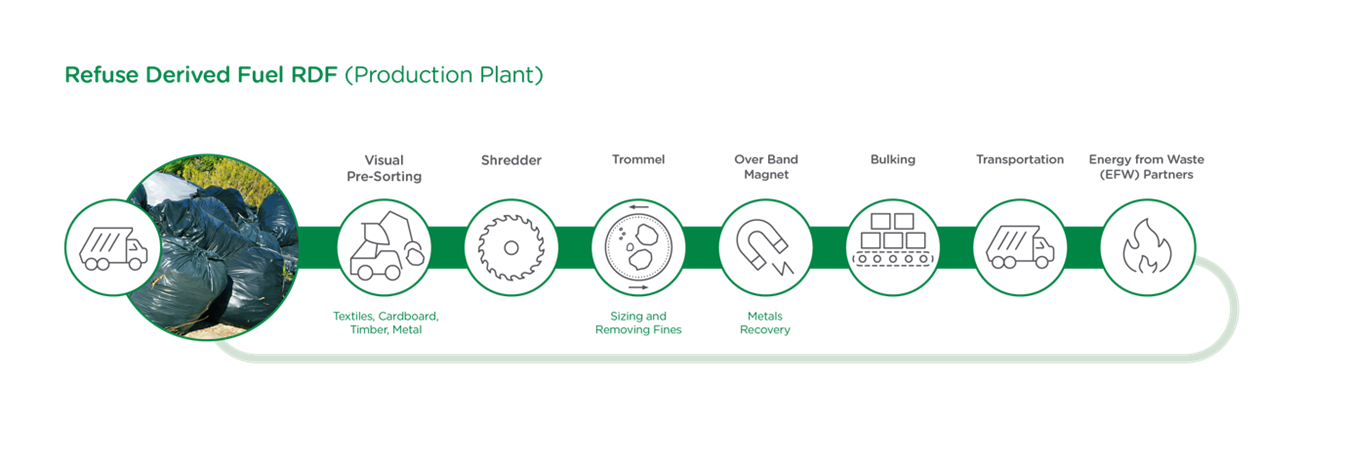 Refuse Derived Fuel RDF (Production Plant)
Visual
Pre-Sorting
Shredder
Trommel
Over Band
Magnet
Bulking
Transportation
Energy from Waste
(EFW) Partners
Textiles, Cardboard,
Timber, Metal
Sizing and
Removing Fines
Metals
Recovery